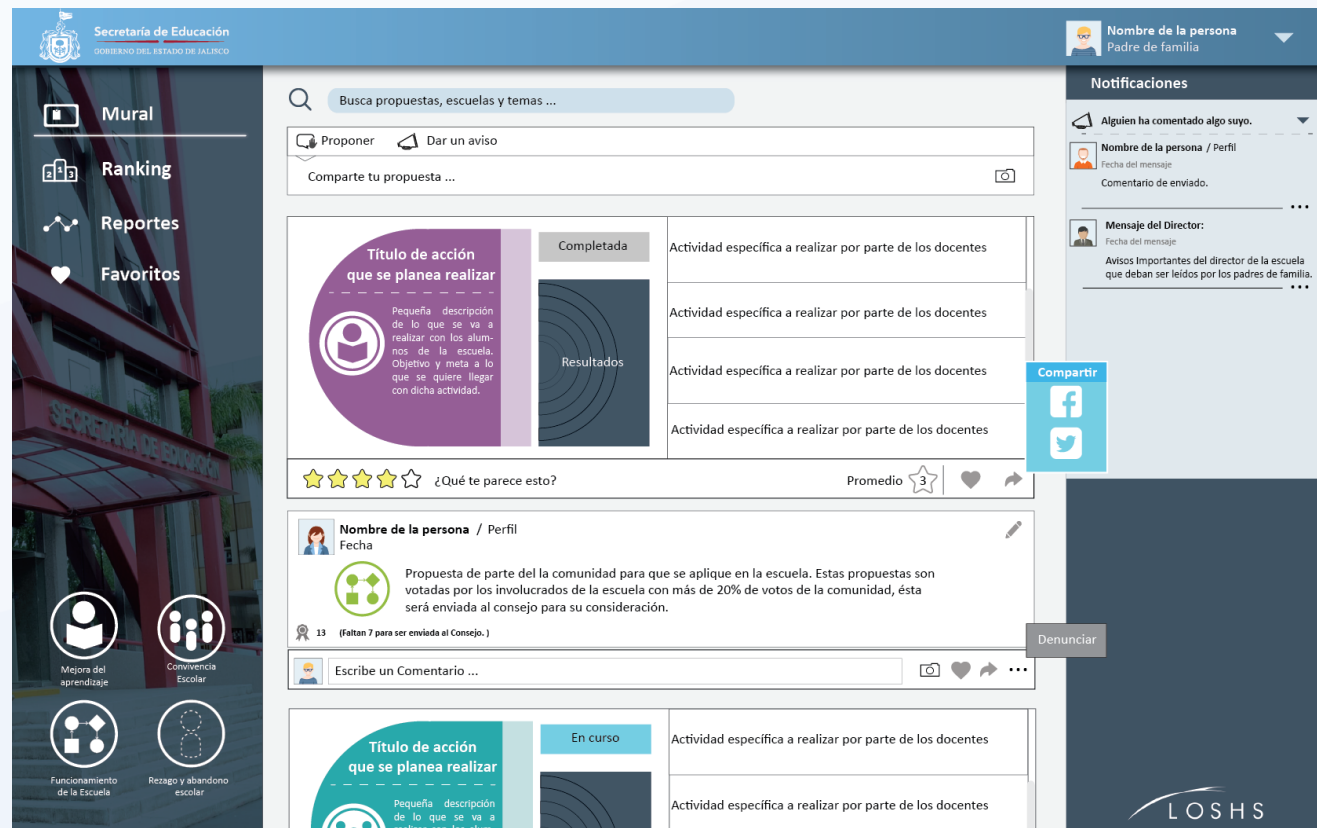 Secretaría de Educación
GOBIERNO DEL ESTADO DE JALISCO
Nombre de la persona
Padre de familia
Mural
Ranking
Reportes
Favoritos
SECRETARÍA DE EDUCACIÓN
Mejora del
aprendizaje
Convivencia
Escolar
Funcionamiento
de la Escuela
Rezago y abandono
escolar
Busca propuestas, escuelas y temas ...
Proponer
Dar un aviso
Comparte tu propuesta ...
Título de acción
que se planea realizar
Pequeña descripción
de lo que se va a
realizar con los alum-
nos de la escuela.
Objetivo y meta a lo
que se quiere llegar
con dicha actividad.
Completada
Resultados
Actividad específica a realizar por parte de los docentes
Actividad específica a realizar por parte de los docentes
Actividad específica a realizar por parte de los docentes
Actividad específica a realizar por parte de los docentes
¿Qué te parece esto?
Promedio 3
Nombre de la persona / Perfil
Fecha
Propuesta de parte del la comunidad para que se aplique en la escuela. Estas propuestas son
votadas por los involucrados de la escuela con más de 20% de votos de la comunidad, ésta
será enviada al consejo para su consideración.
13 (Faltan 7 para ser enviada al Consejo. )
Escribe un Comentario ...
Título de acción
que se planea realizar
Pequeña descripción
de lo que se va a
En curso
Actividad específica a realizar por parte de los docentes
Actividad específica a realizar por parte de los docentes
Notificaciones
Alguien ha comentado algo suyo.
Nombre de la persona / Perfil
Fecha del mensaje
Comentario de enviado.
Mensaje del Director:
Fecha del mensaje
Avisos Importantes del director de la escuela
que deban ser leídos por los padres de familia.
Compartir
Denunciar
LOSHS